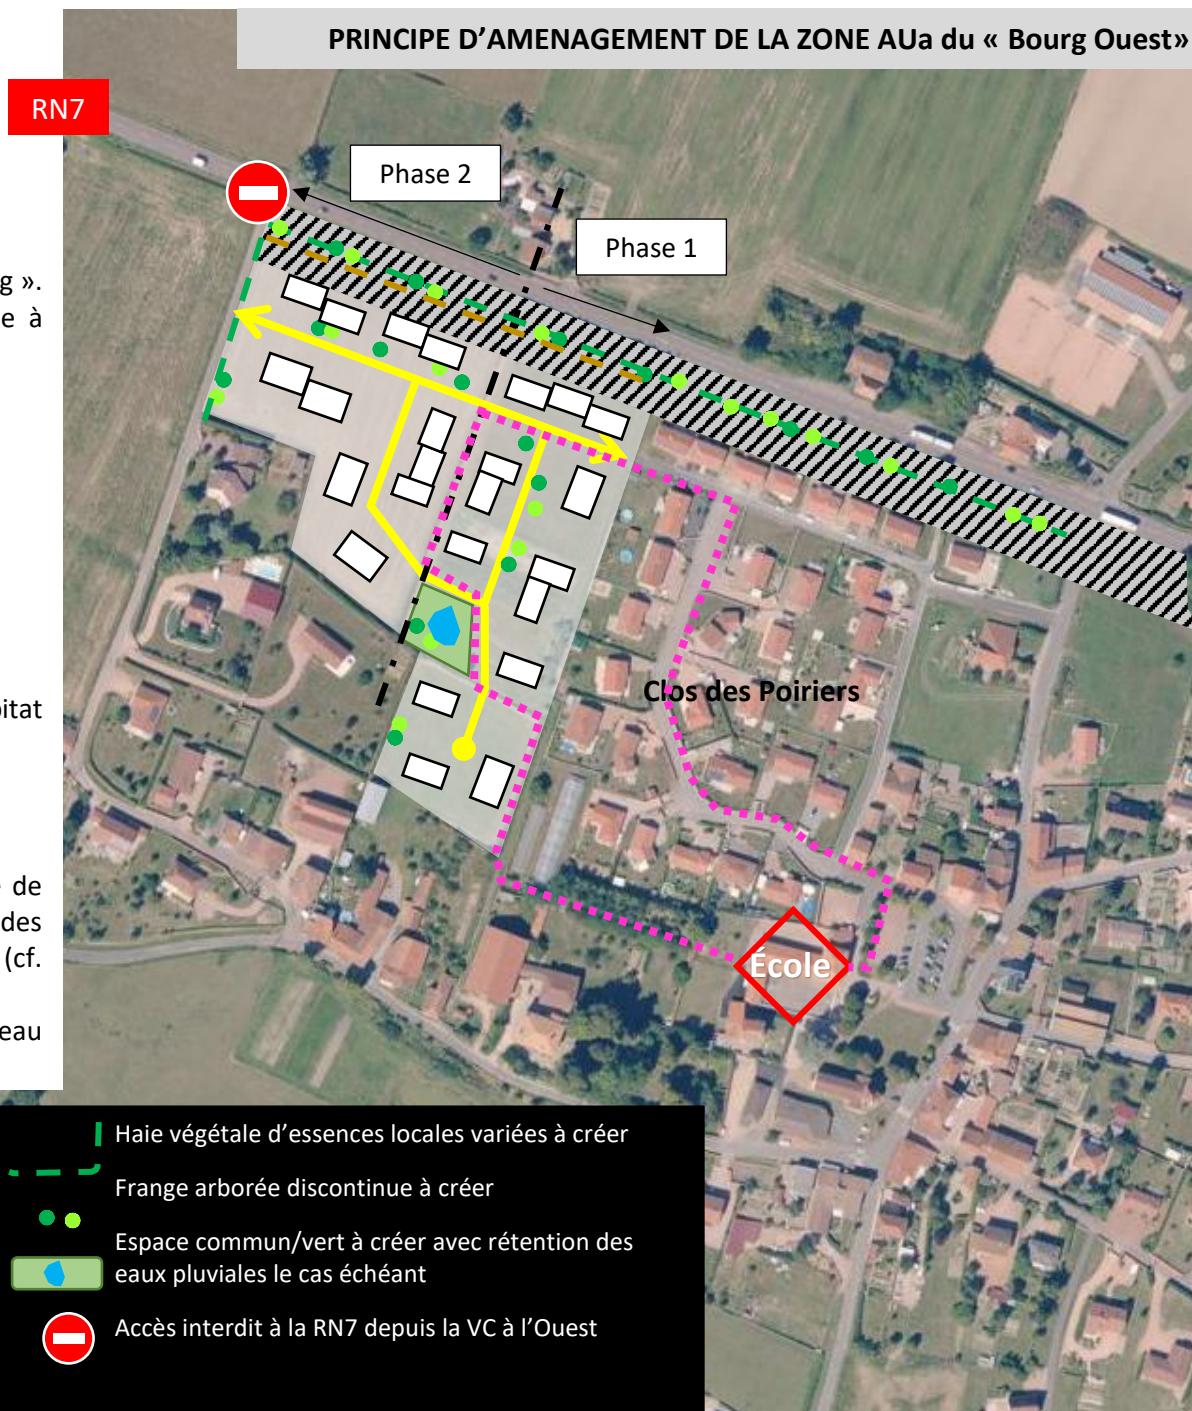 PRINCIPE D’AMENAGEMENT DE LA ZONE AUa du « Bourg Ouest»
RN7
Phase 2
Phase 1
g ».
e à
Clos des Poiriers
pitat
de
des
(cf.
École
eau
Haie végétale d’essences locales variées à créer
Frange arborée discontinue à créer
Espace commun/vert à créer avec rétention des
eaux pluviales le cas échéant
Accès interdit à la RN7 depuis la VC à l’Ouest